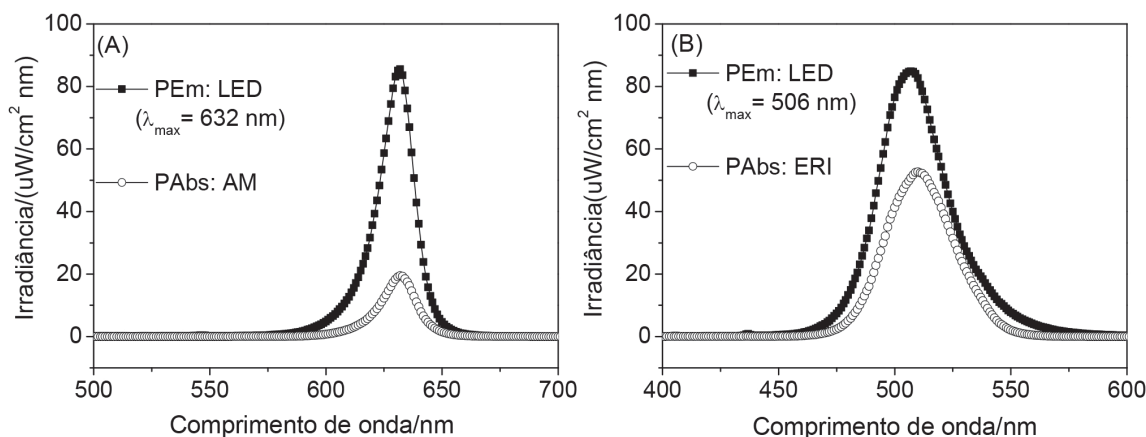 (A)
PEm: LED
(λmax= 632 nm)
PAbs: AM
Irradiância/(uW/cm² nm)
100
80
60
40
20
0
500
550
600
650
700
Comprimento de onda/nm
(B)
PEm: LED
(λmax= 506 nm)
PAbs: ERI
Irradiância(uW/cm² nm)
100
80
60
40
20
0
400
450
500
550
600
Comprimento de onda/nm